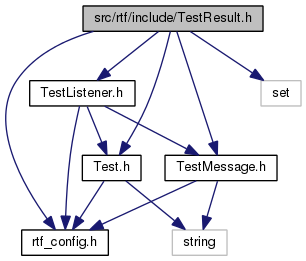 src/rtf/include/TestResult.h
TestListener.h
set
Test.h
TestMessage.h
rtf_config.h
string